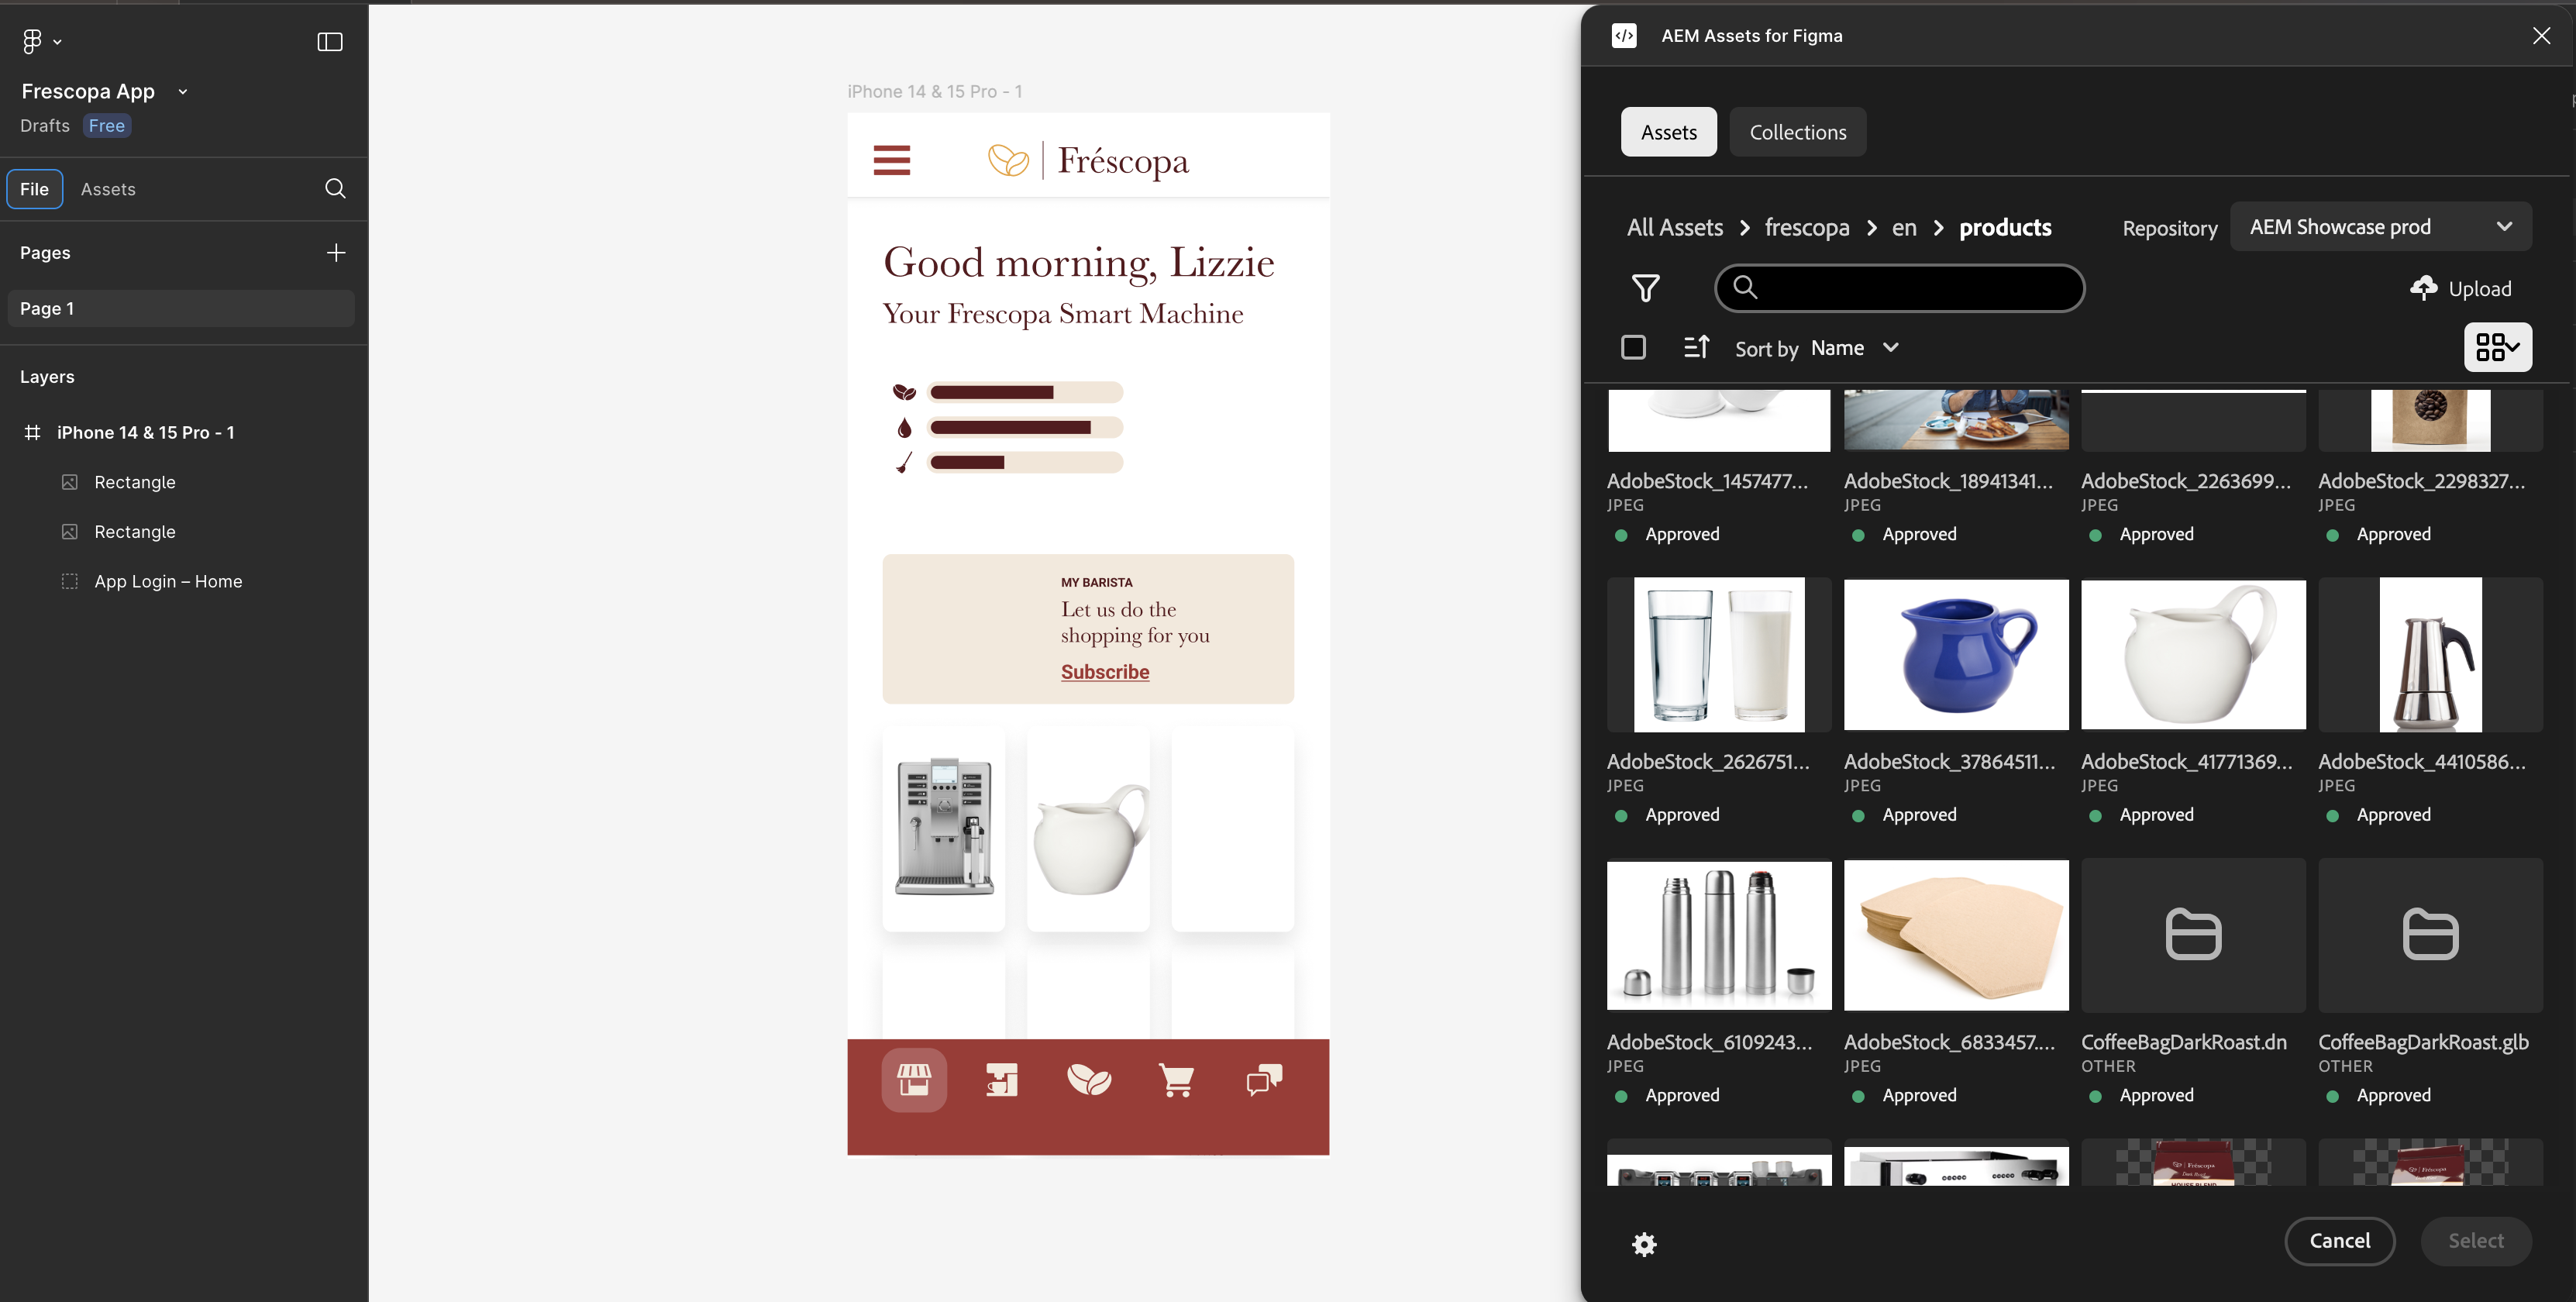 Frescopa App
Drafts Free
File Assets
Pages
Page 1
Layers
iPhone 14 & 15 Pro - 1
Rectangle
Rectangle
App Login – Home
iPhone 14 & 15 Pro - 1
Fréscopa
Good morning, Lizzie
Your Frescopa Smart Machine
MY BARISTA
Let us do the
shopping for you
Subscribe
AEM Assets for Figma
Assets Collections
All Assets frescopa en products
Repository AEM Showcase prod
Upload
Sort by Name
AdobeStock_1457477... AdobeStock_18941341... AdobeStock_2263699... AdobeStock_2298327...
JPEG JPEG JPEG JPEG
Approved Approved Approved Approved
AdobeStock_2626751... AdobeStock_37864511... AdobeStock_41771369... AdobeStock_4410586...
JPEG JPEG JPEG JPEG
Approved Approved Approved Approved
AdobeStock_6109243... AdobeStock_6833457.... CoffeeBagDarkRoast.dn CoffeeBagDarkRoast.glb
JPEG JPEG OTHER OTHER
Approved Approved Approved Approved
Fréscopa Fréscopa
HOUSE BLEND
Cancel Select